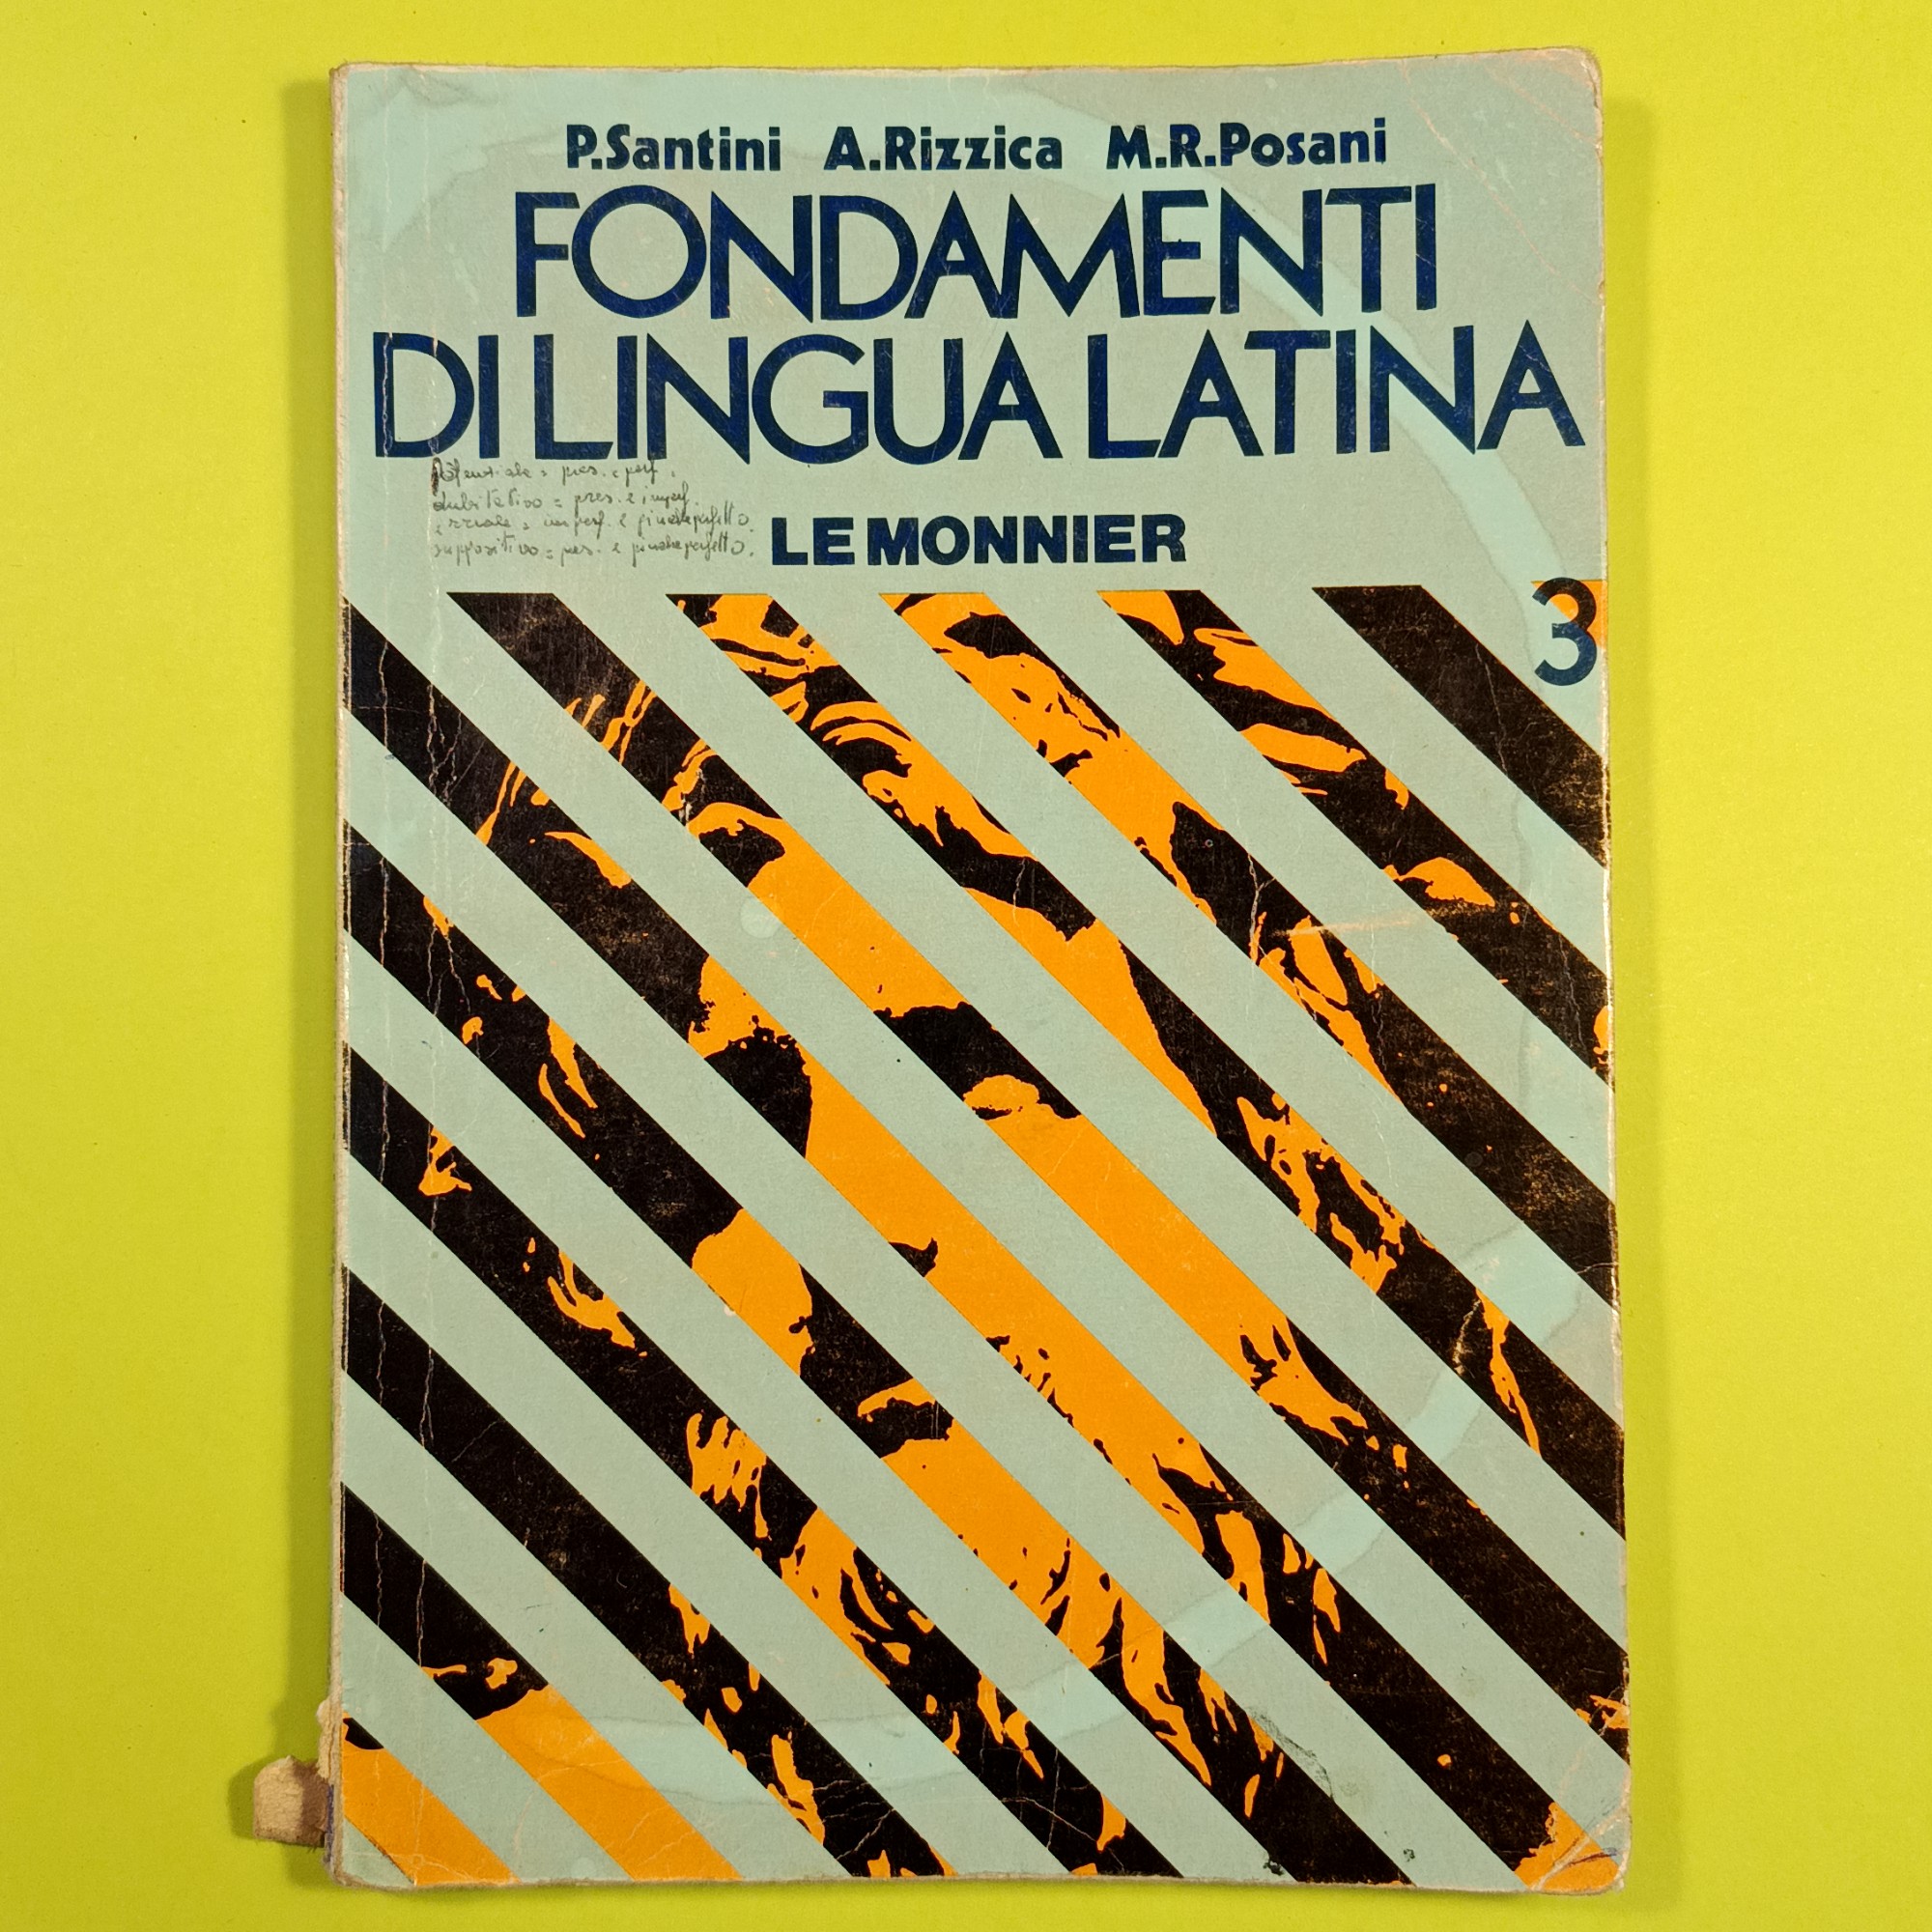 P.Santini A.Rizzica M.R.Posani
FONDAMENTI
DI LINGUA LATINA
potenziale = pres. e perf.
dubitativo = pres. e imperf.
irreale = imperf. e piuccheperfetto.
suppositivo = pres. e piuccheperfetto.
LE MONNIER
3